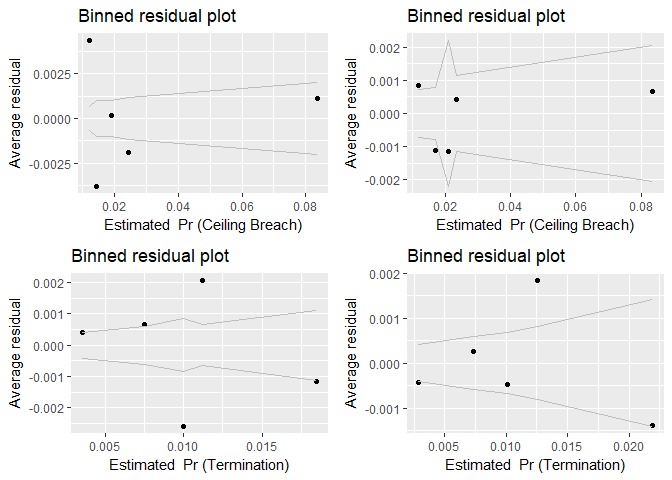 Binned residual plot
Average residual
0.0025
0.0000
-0.0025
0.02 0.04 0.06 0.08
Estimated Pr (Ceiling Breach)
Binned residual plot
Average residual
0.002
0.001
0.000
-0.001
-0.002
0.02 0.04 0.06 0.08
Estimated Pr (Ceiling Breach)
Binned residual plot
Average residual
0.002
0.001
0.000
-0.001
-0.002
0.005 0.010 0.015
Estimated Pr (Termination)
Binned residual plot
Average residual
0.002
0.001
0.000
-0.001
0.005 0.010 0.015 0.020
Estimated Pr (Termination)